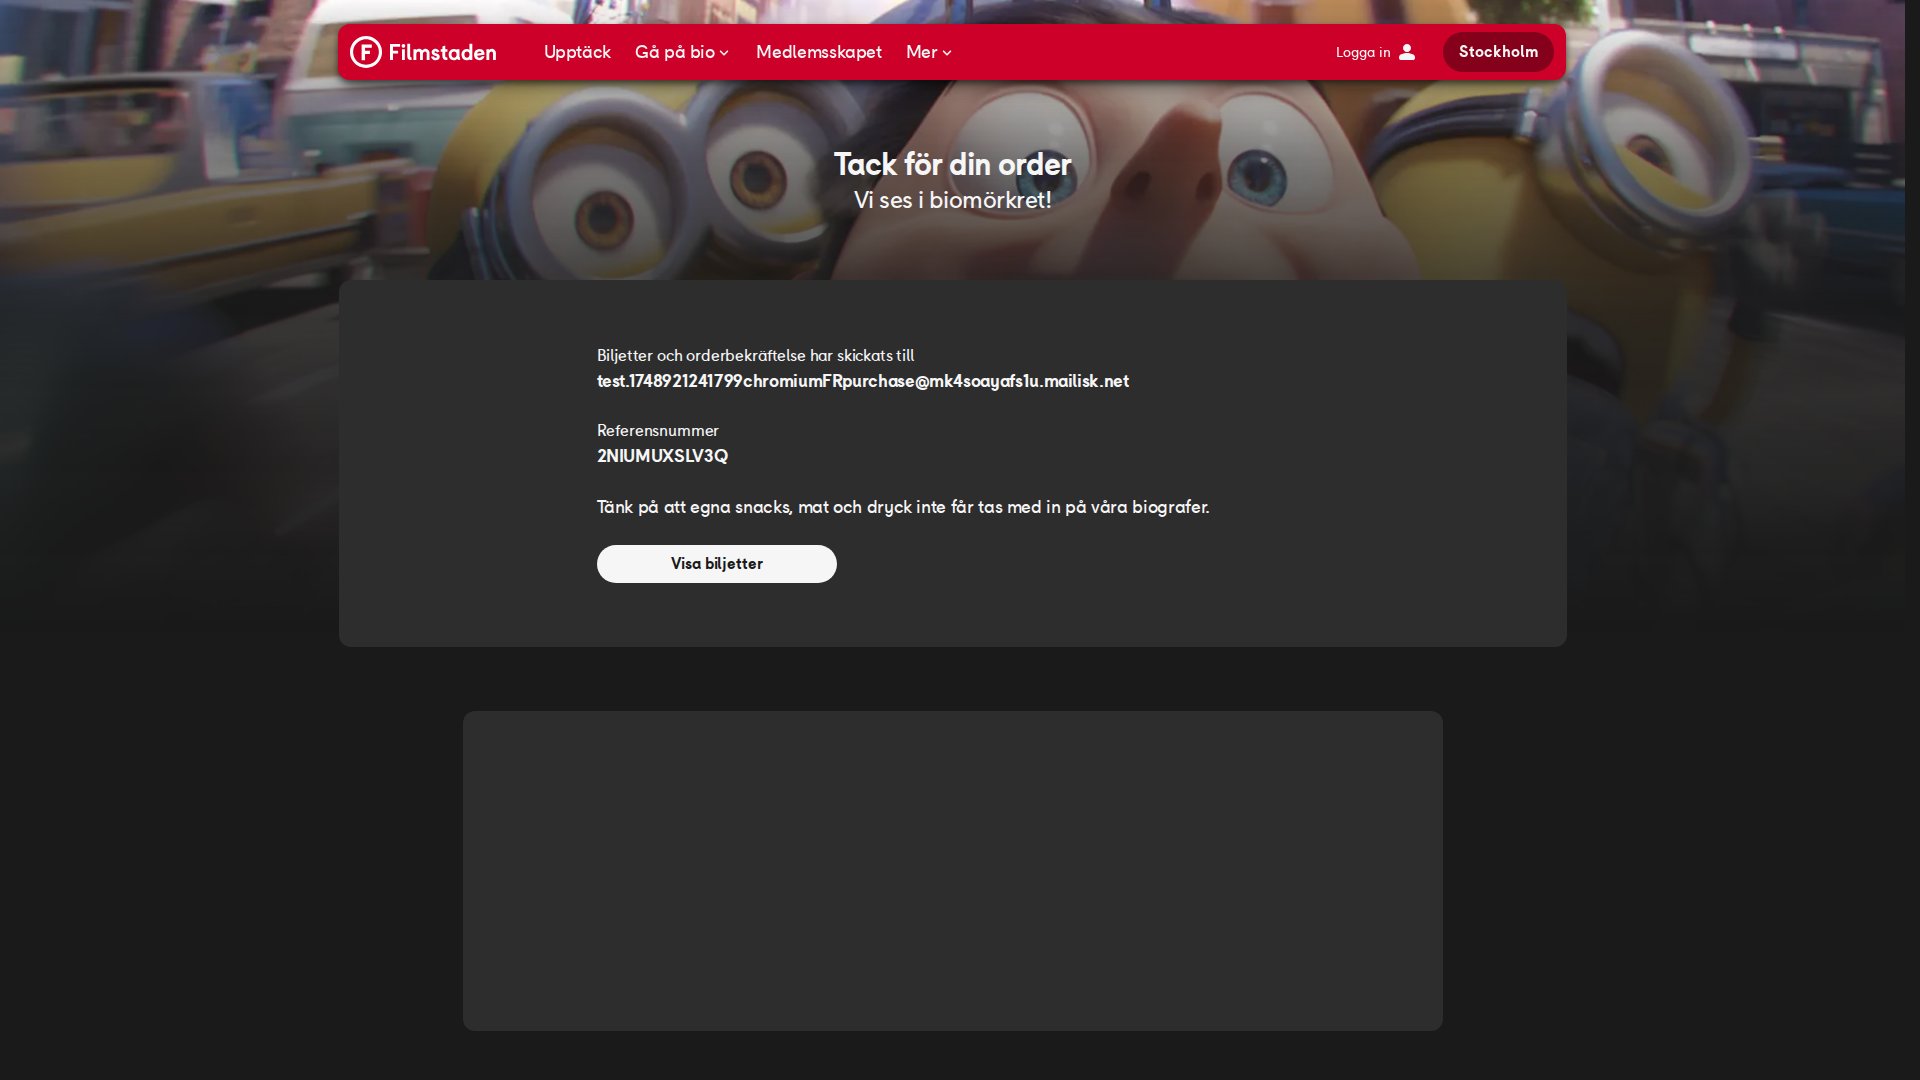 Filmstaden
Upptäck
Gå på bio
Medlemsskapet
Mer
Logga in
Stockholm
Tack för din order
Vi ses i biomörkret!
Biljetter och orderbekräftelse har skickats till
test.1748921241799chromiumFRpurchase@mk4soayafs1u.mailisk.net
Referensnummer
2NIUMUXSLV3Q
Tänk på att egna snacks, mat och dryck inte får tas med in på våra biografer.
Visa biljetter